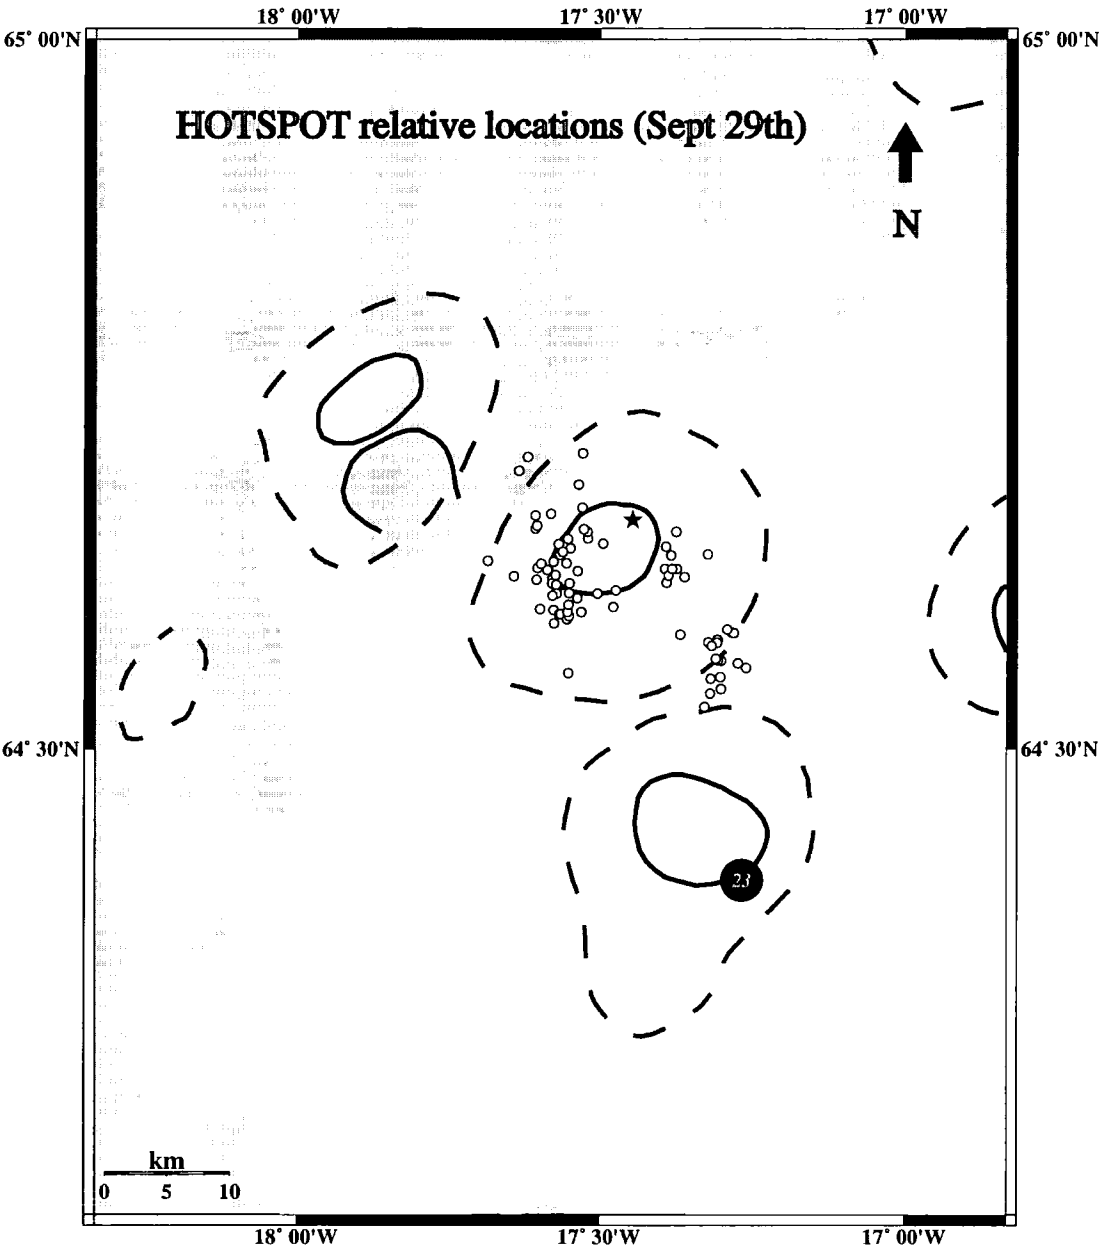 18° 00'W 17° 30'W 17° 00'W
65° 00'N 65° 00'N
HOTSPOT relative locations (Sept 29th)
N
64° 30'N 64° 30'N
23
km
0 5 10
18° 00'W 17° 30'W 17° 00'W